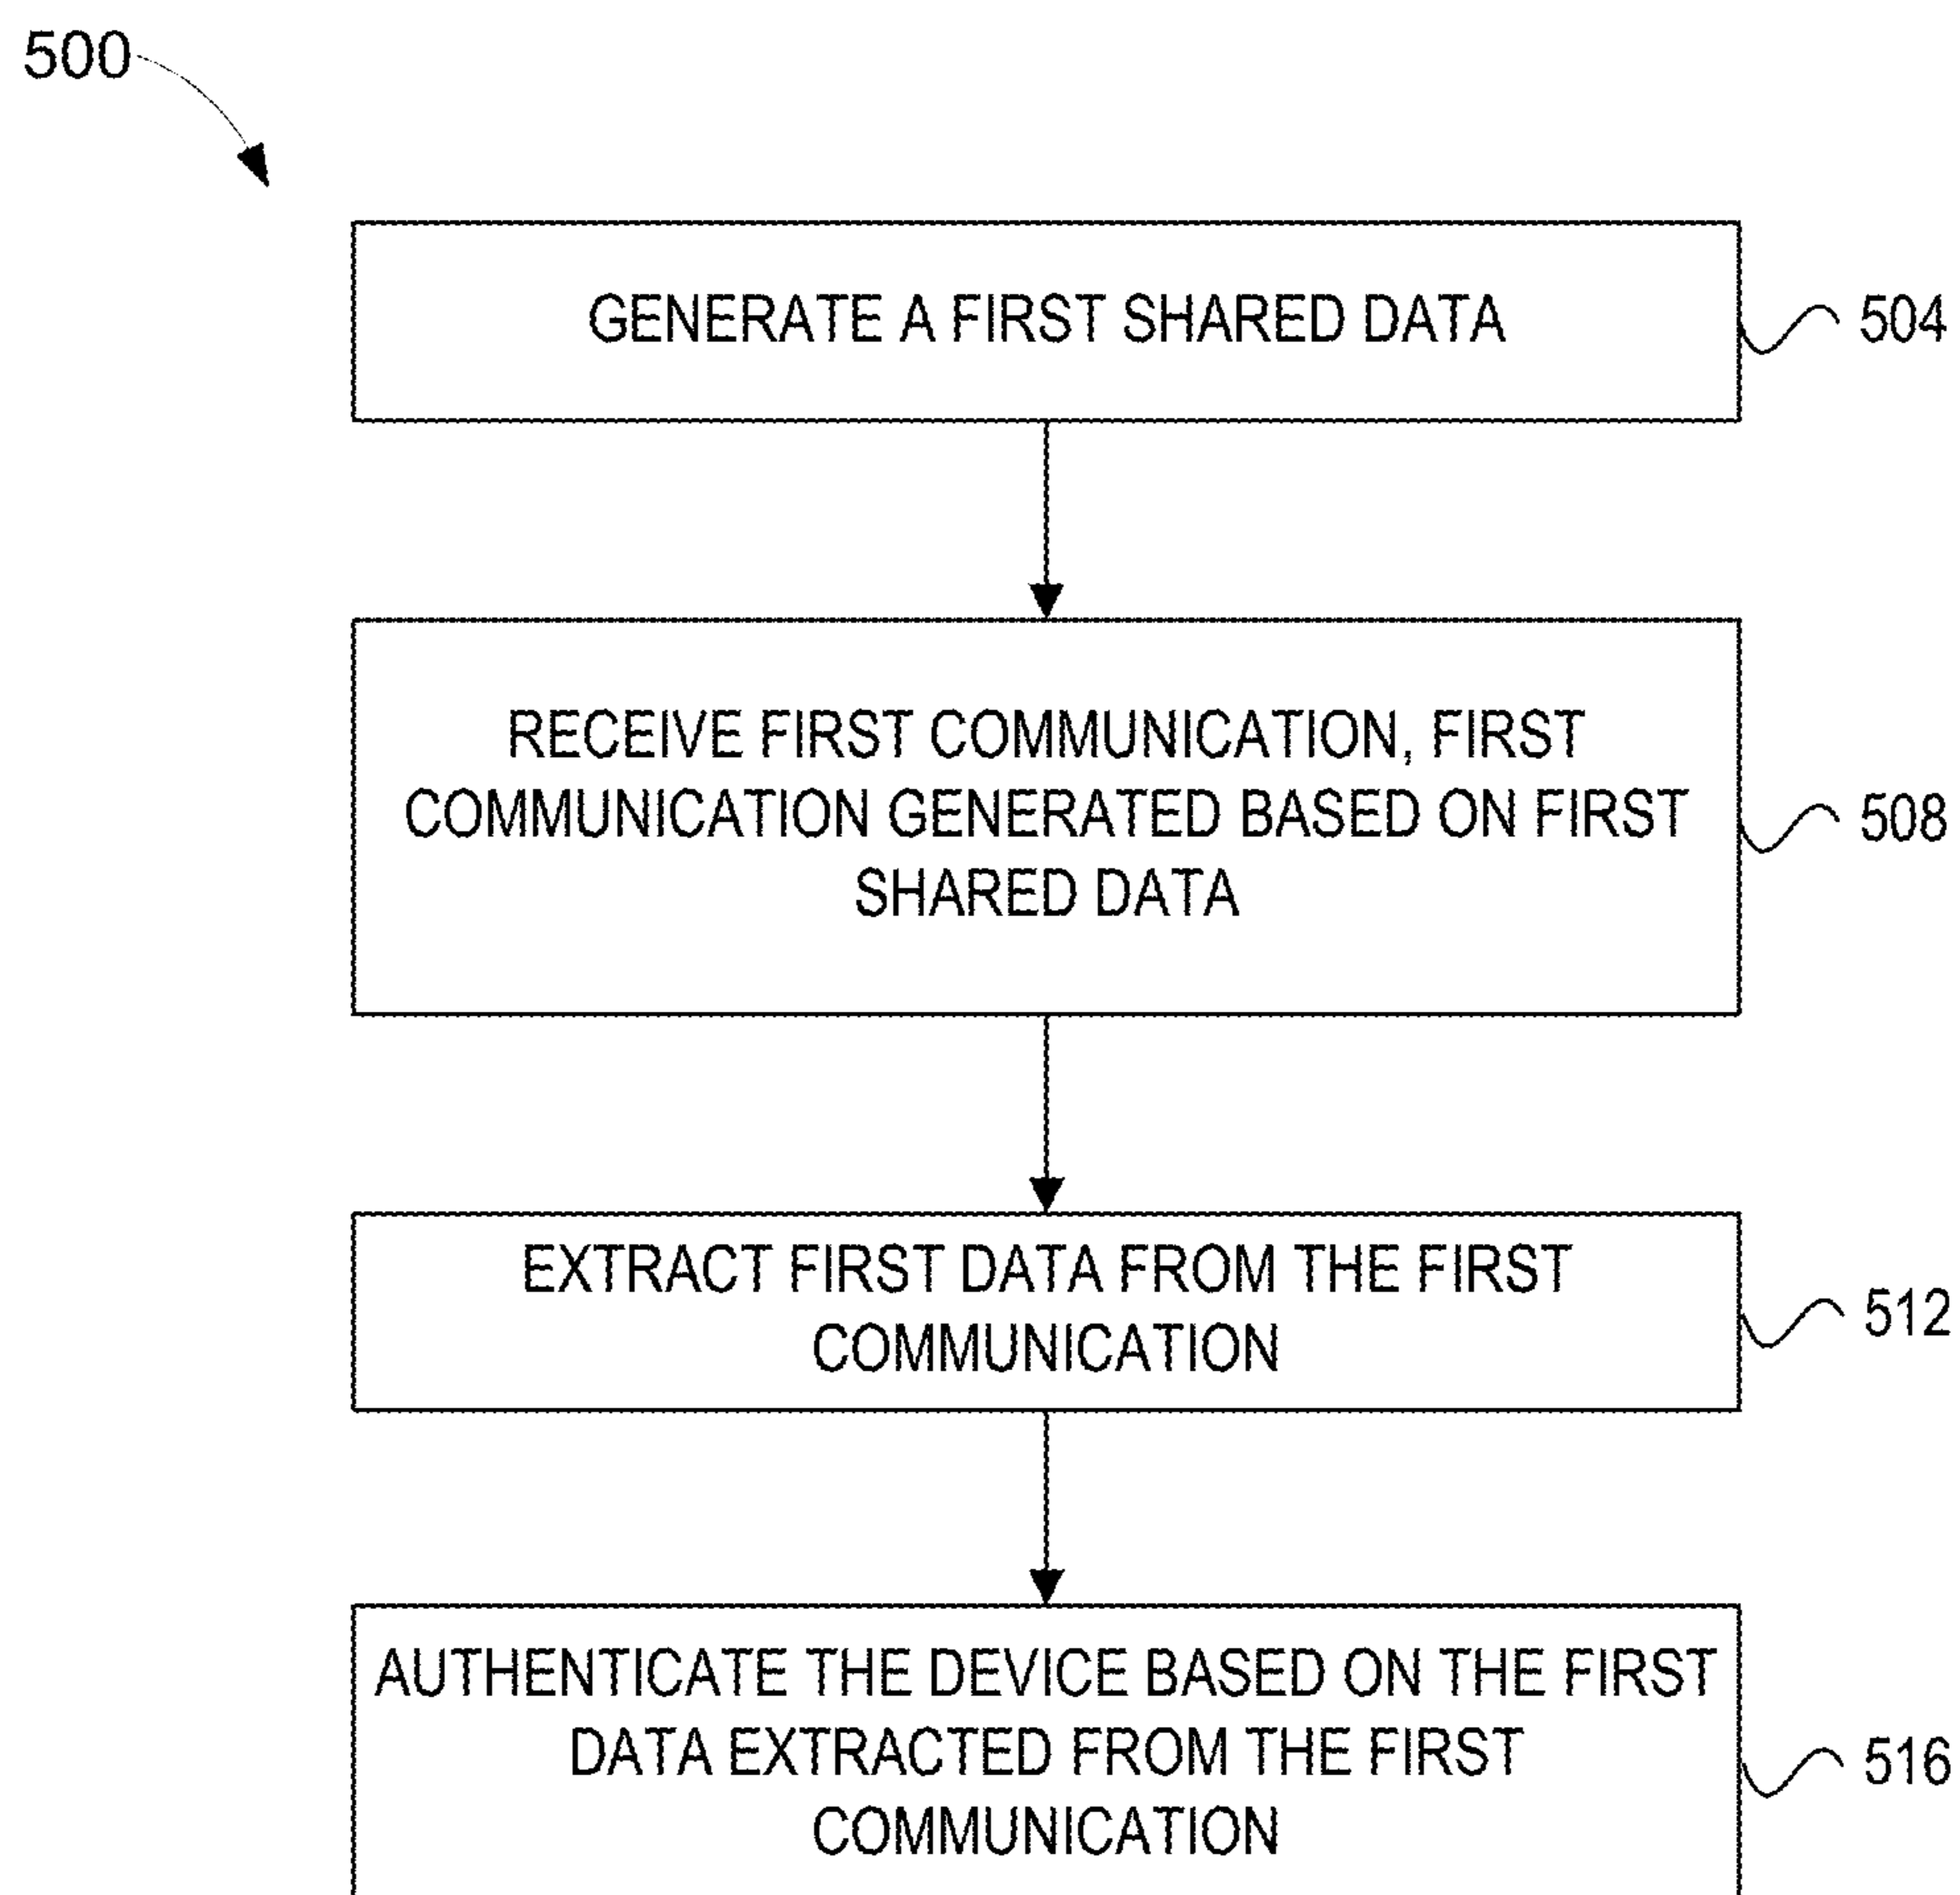 500
GENERATE A FIRST SHARED DATA
504
RECEIVE FIRST COMMUNICATION, FIRST
COMMUNICATION GENERATED BASED ON FIRST
SHARED DATA
508
EXTRACT FIRST DATA FROM THE FIRST
COMMUNICATION
512
AUTHENTICATE THE DEVICE BASED ON THE FIRST
DATA EXTRACTED FROM THE FIRST
COMMUNICATION
516